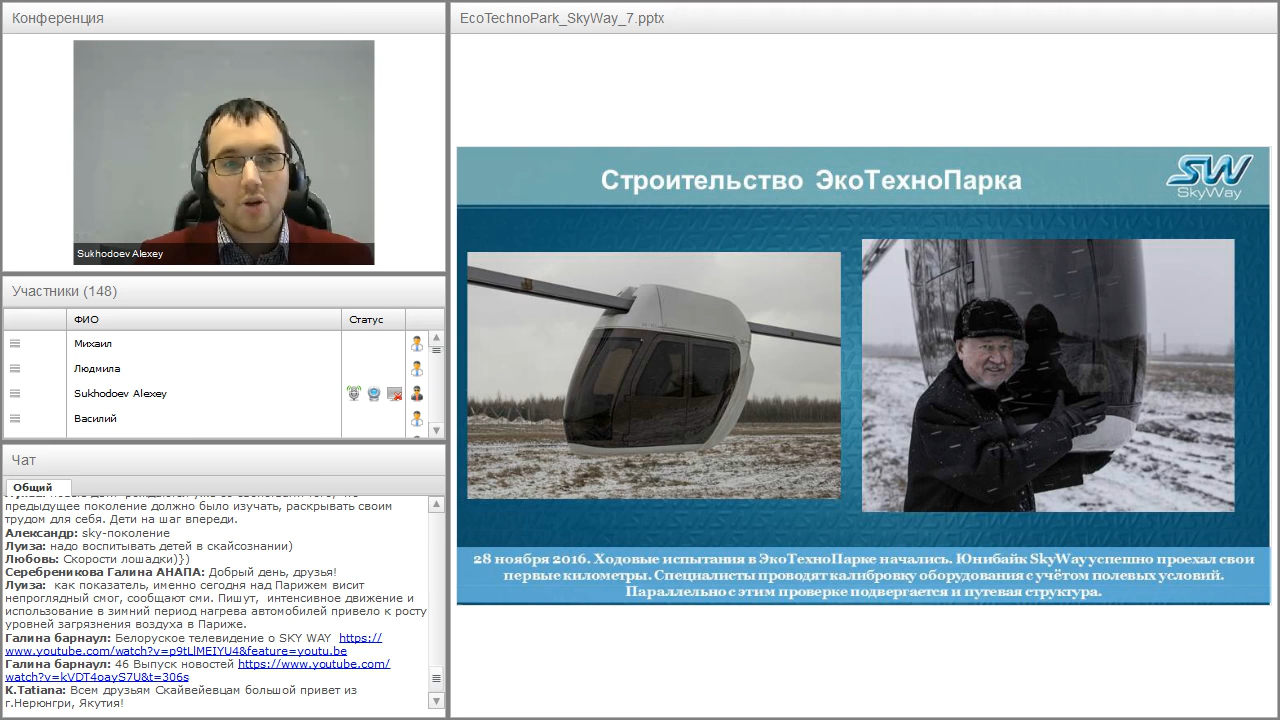 Конференция
Sukhodoev Alexey
Участники (148)
ФИО
Статус
Михаил
Людмила
Sukhodoev Alexey
Василий
Чат
Общий
предыдущее поколение должно было изучать, раскрывать своим
трудом для себя. Дети на шаг впереди.
Александр: sky-поколение
Луиза: надо воспитывать детей в скайсознании)
Любовь: Скорости лошадки)})
Серебреникова Галина АНАПА: Добрый день, друзья!
Луиза: как показатель, именно сегодня над Парижем висит
непроглядный смог, сообщают сми. Пишут, интенсивное движение и
использование в зимний период нагрева автомобилей привело к росту
уровней загрязнения воздуха в Париже.
Галина барнаул: Белоруское телевидение о SKY WAY https://
www.youtube.com/watch?v=p9tLlMEIYU4&feature=youtu.be
Галина барнаул: 46 Выпуск новостей https://www.youtube.com/
watch?v=kVDT4oayS7U&t=306s
K.Tatiana: Всем друзьям Скайвейевцам большой привет из
г.Нерюнгри, Якутия!
EcoTechnoPark_SkyWay_7.pptx
Строительство ЭкоТехноПарка
SW
SkyWay
28 ноября 2016. Ходовые испытания в ЭкоТехноПарке начались. Юнибайк SkyWay успешно проехал свои
первые километры. Специалисты проводят калибровку оборудования с учётом полевых условий.
Параллельно с этим проверке подвергается и путевая структура.